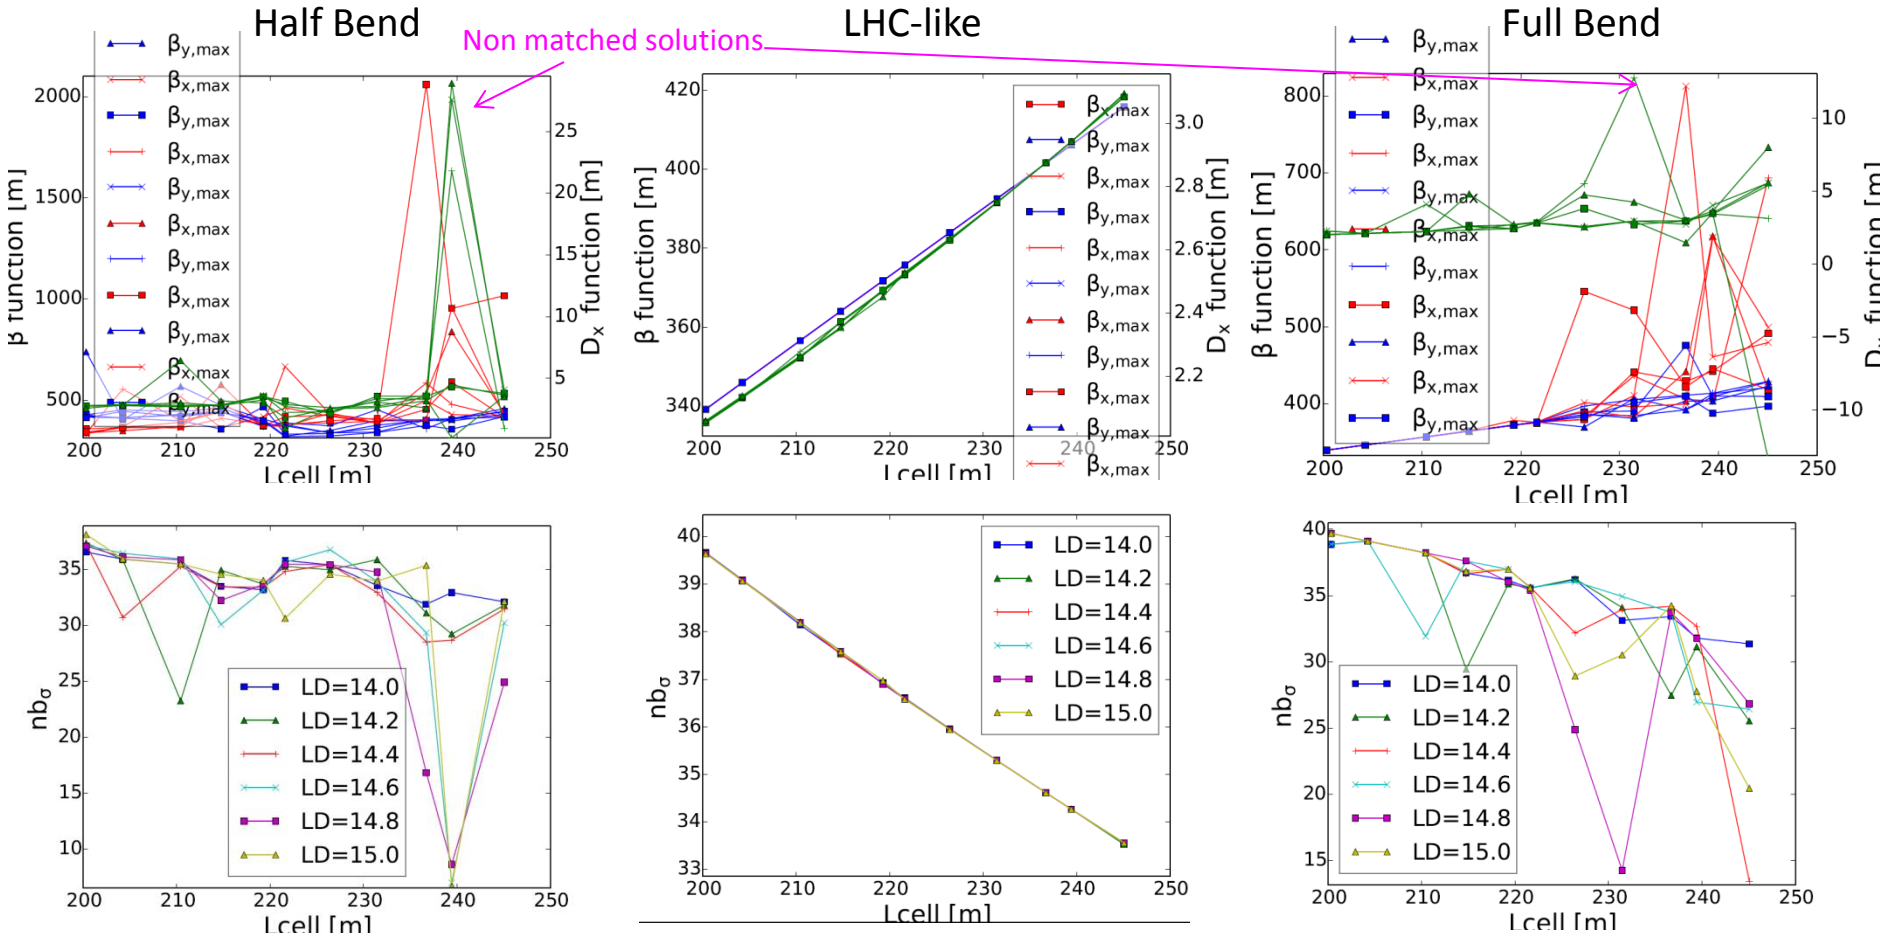 Half Bend
LHC-like
Full Bend
Non matched solutions
β function [m]
2000
1500
1000
500
200
210
220
230
240
250
Lcell [m]
25
20
15
10
5
Dx function [m]
βy,max
βx,max
βy,max
βx,max
βy,max
βx,max
βy,max
βx,max
βy,max
βx,max
βy,max
β function [m]
420
400
380
360
340
200
210
220
230
240
250
Lcell [m]
3.0
2.8
2.6
2.4
2.2
Dx function [m]
βx,max
βy,max
βx,max
βy,max
βx,max
βy,max
βx,max
βy,max
βx,max
βy,max
βx,max
β function [m]
800
700
600
500
400
200
210
220
230
240
250
Lcell [m]
10
5
0
−5
−10
Dx function [m]
βy,max
βx,max
βy,max
βx,max
βy,max
βx,max
βy,max
βx,max
βy,max
βx,max
βy,max
nbσ
35
30
25
20
15
10
200
210
220
230
240
250
Lcell [m]
LD=14.0
LD=14.2
LD=14.4
LD=14.6
LD=14.8
LD=15.0
nbσ
40
39
38
37
36
35
34
33
200
210
220
230
240
250
Lcell [m]
LD=14.0
LD=14.2
LD=14.4
LD=14.6
LD=14.8
LD=15.0
nbσ
40
35
30
25
20
15
200
210
220
230
240
250
Lcell [m]
LD=14.0
LD=14.2
LD=14.4
LD=14.6
LD=14.8
LD=15.0